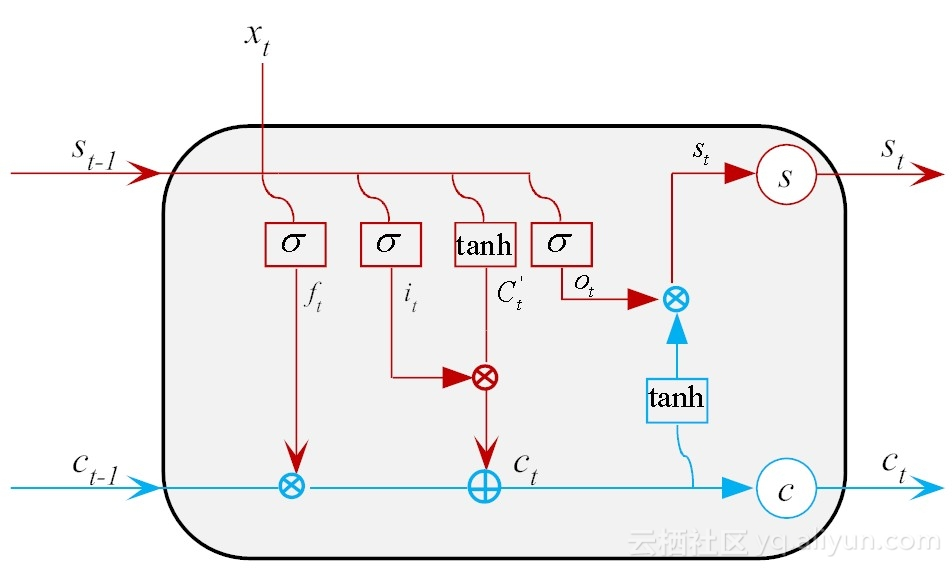 x_t
s_{t-1}
s_t
s
s_t
σ
σ
tanh
σ
f_t
i_t
C_t'
o_t
tanh
c_{t-1}
c_t
c
c_t
云栖社区 yq.aliyun.com